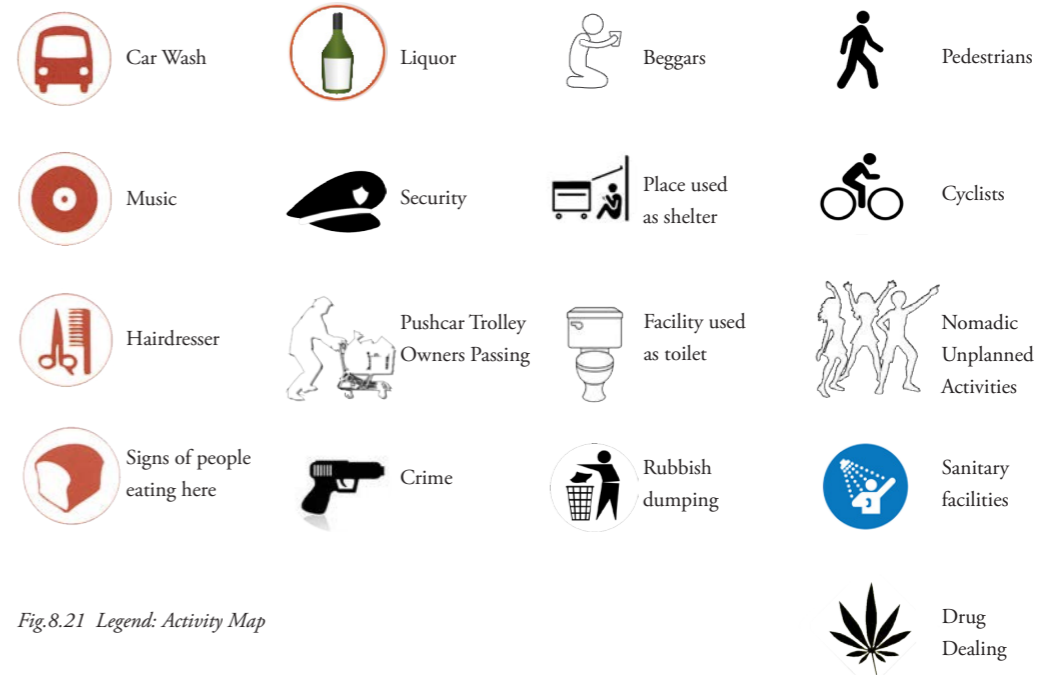 Car Wash
Liquor
Beggars
Pedestrians
Music
Security
Place used
as shelter
Cyclists
Hairdresser
Pushcar Trolley
Owners Passing
Facility used
as toilet
Nomadic
Unplanned
Activities
Signs of people
eating here
Crime
Rubbish
dumping
Sanitary
facilities
Fig.8.21 Legend: Activity Map
Drug
Dealing